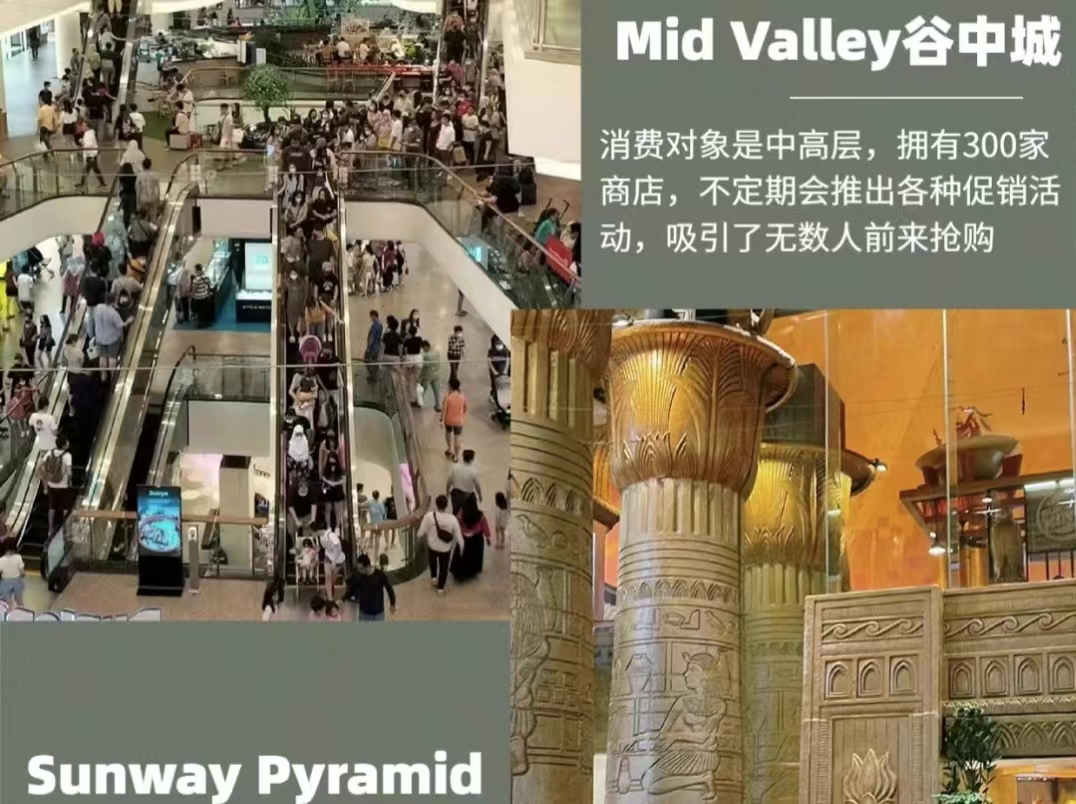 Mid Valley谷中城
消费对象是中高层，拥有300家
商店，不定期会推出各种促销活
动，吸引了无数人前来抢购
Sunway Pyramid